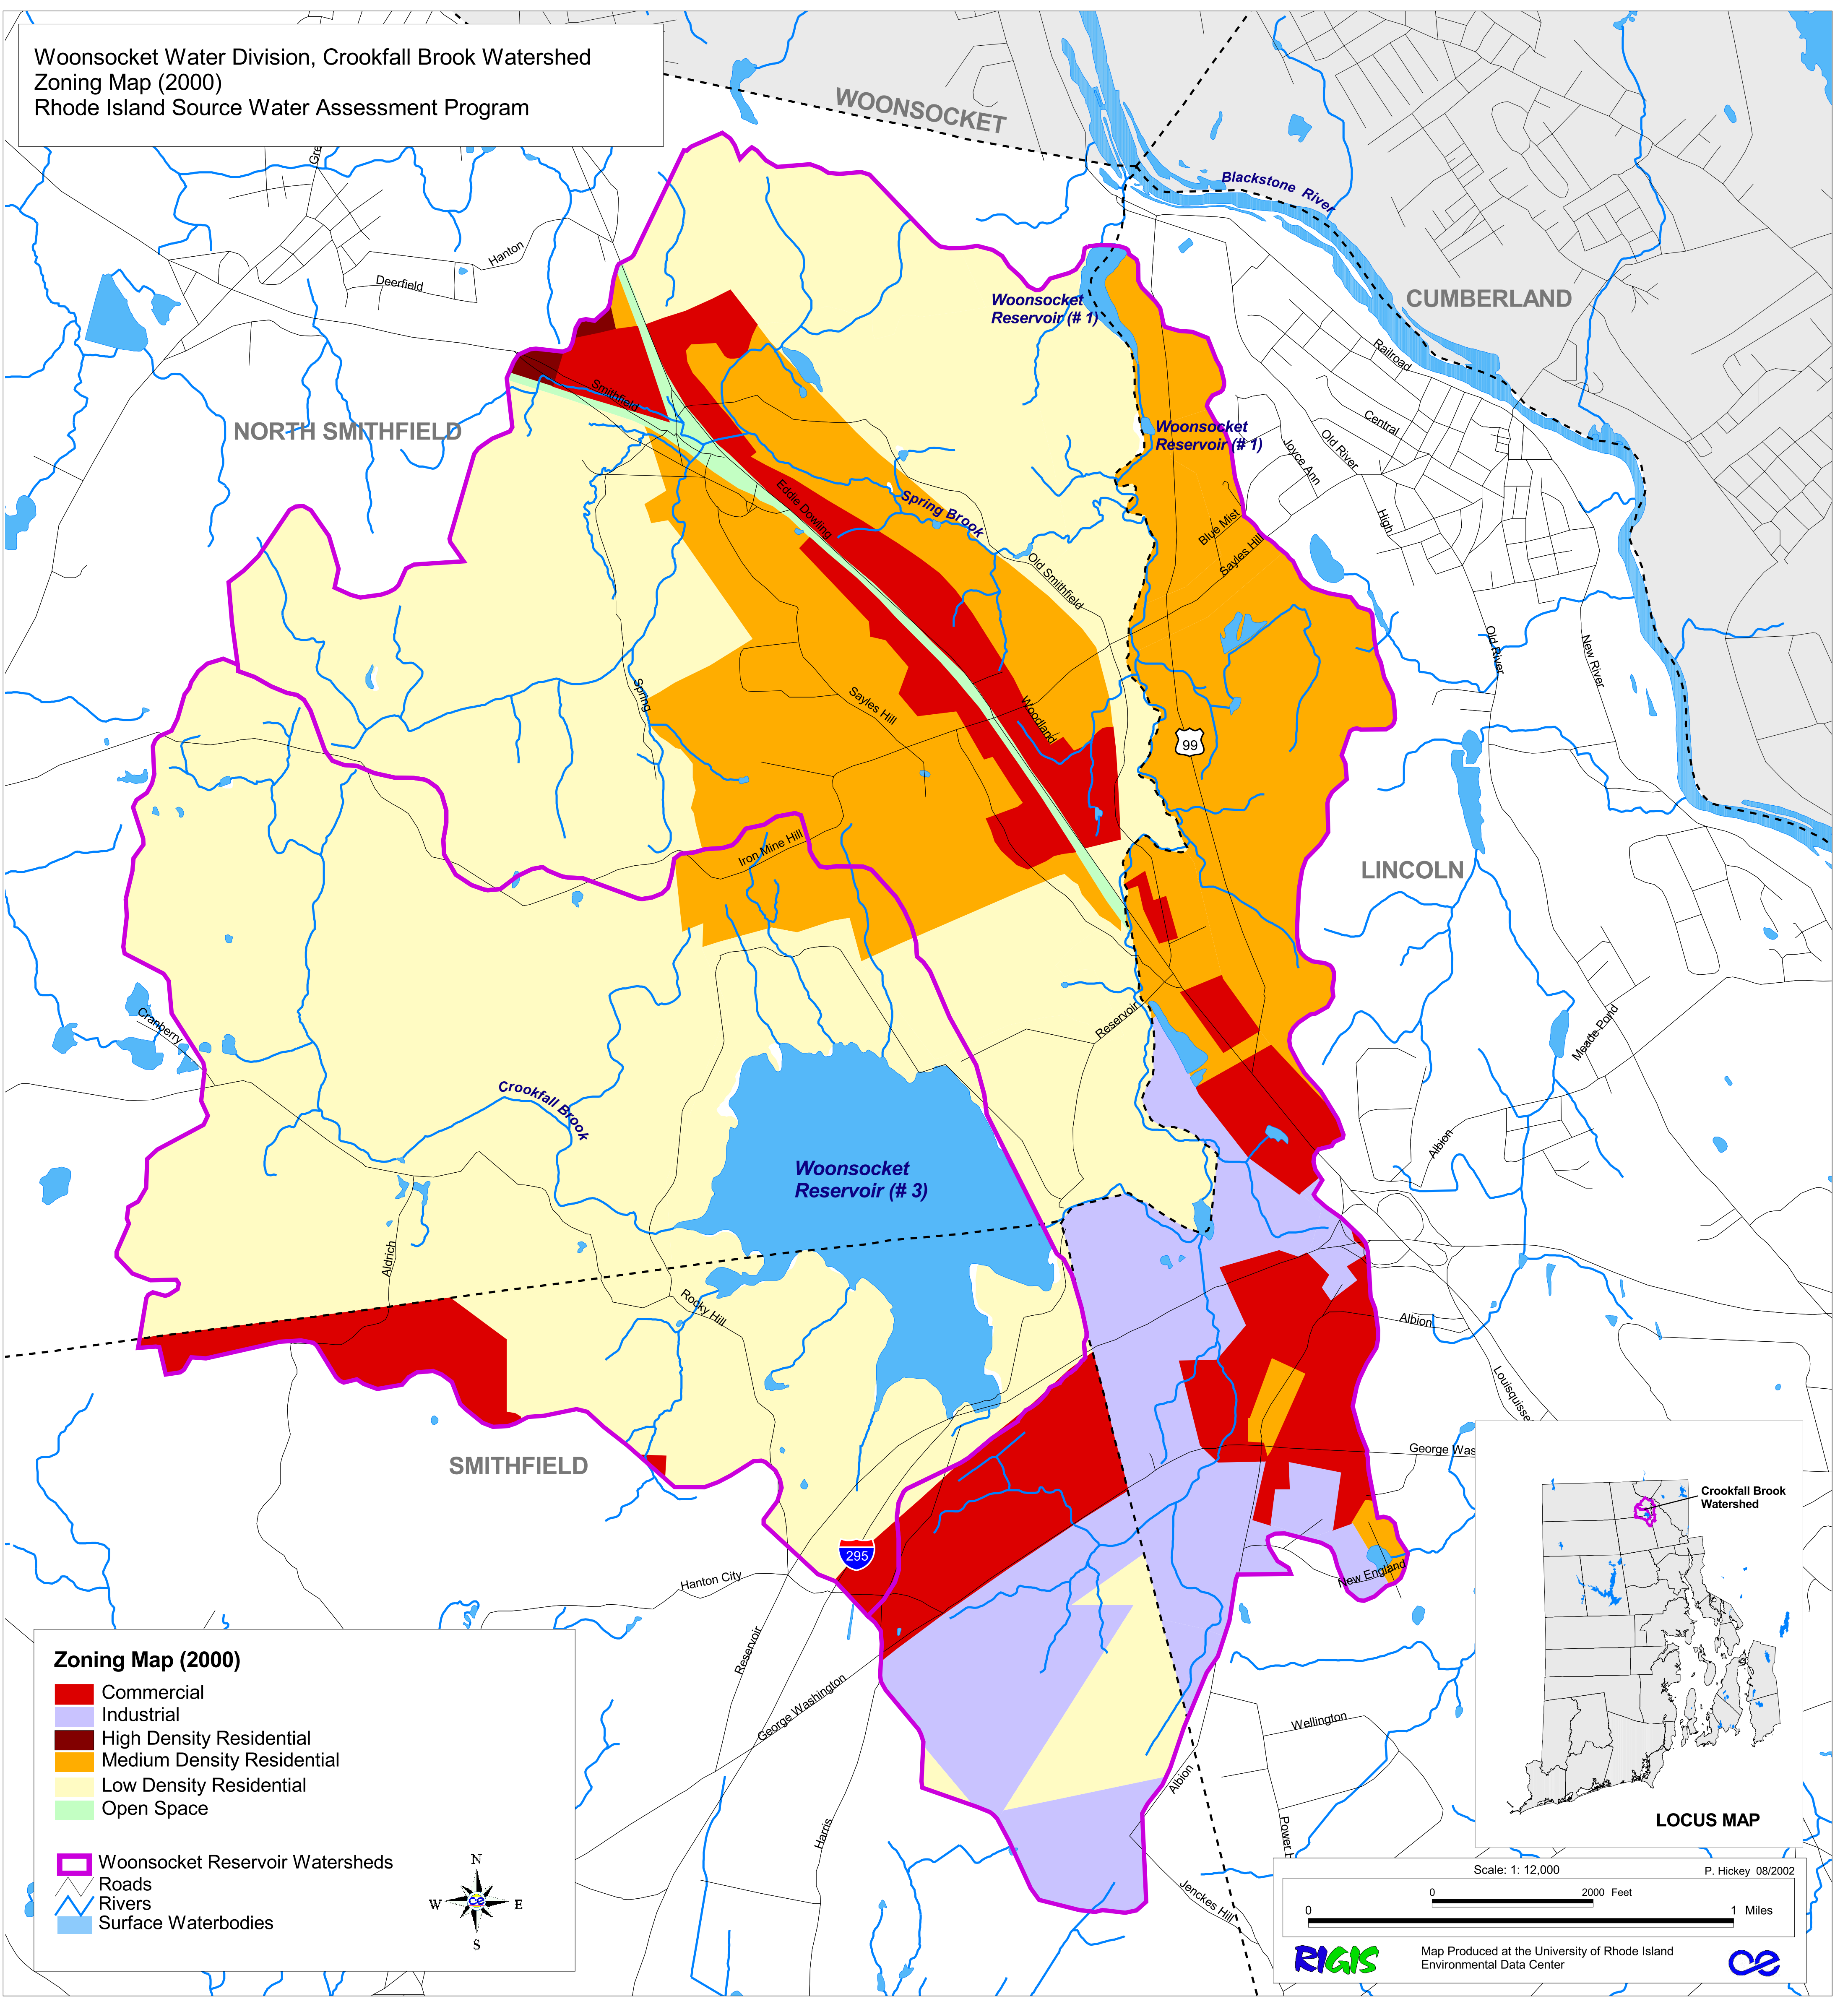 Woonsocket Water Division, Crookfall Brook Watershed
Zoning Map (2000)
Rhode Island Source Water Assessment Program
WOONSOCKET
Blackstone River
CUMBERLAND
Gre
Hanton
Deerfield
Woonsocket
Reservoir (# 1)
Railroad
Smithfield
NORTH SMITHFIELD
Woonsocket
Reservoir (# 1)
Central
Old River
Joyce Ann
High
Eddie Dowling
Spring Brook
Blue Mist
Sayles Hill
Old Smithfield
Old River
New River
Spring
Sayles Hill
Woodland
99
Iron Mine Hill
LINCOLN
Cranberry
Reservoir
Meade Pond
Crookfall Brook
Albion
Woonsocket
Reservoir (# 3)
Aldrich
Rocky Hill
Albion
Louisquisse
SMITHFIELD
George Was
295
Hanton City
New England
Reservoir
George Washington
Wellington
Albion
Harris
Power H
Jenckes Hill
Crookfall Brook
Watershed
LOCUS MAP
Zoning Map (2000)
Commercial
Industrial
High Density Residential
Medium Density Residential
Low Density Residential
Open Space
Woonsocket Reservoir Watersheds
Roads
Rivers
Surface Waterbodies
N
W
E
S
ce
Scale: 1: 12,000
P. Hickey 08/2002
0
2000 Feet
0
1 Miles
RIGIS
Map Produced at the University of Rhode Island
Environmental Data Center
ce